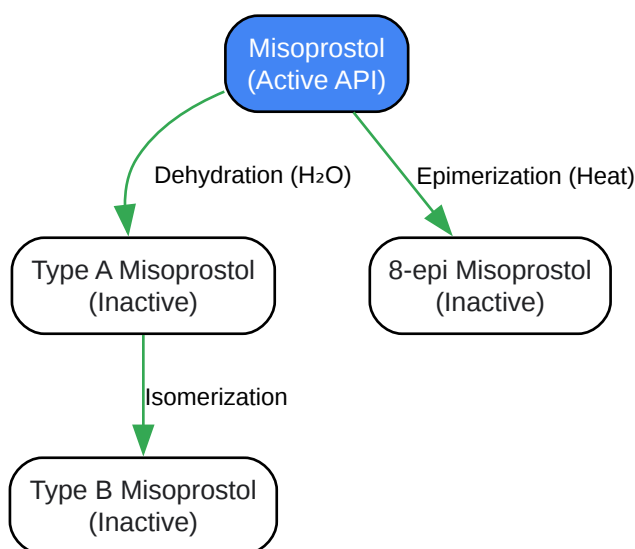 Misoprostol
(Active API)
Dehydration (H₂O)
Epimerization (Heat)
Type A Misoprostol
(Inactive)
8-epi Misoprostol
(Inactive)
Isomerization
Type B Misoprostol
(Inactive)